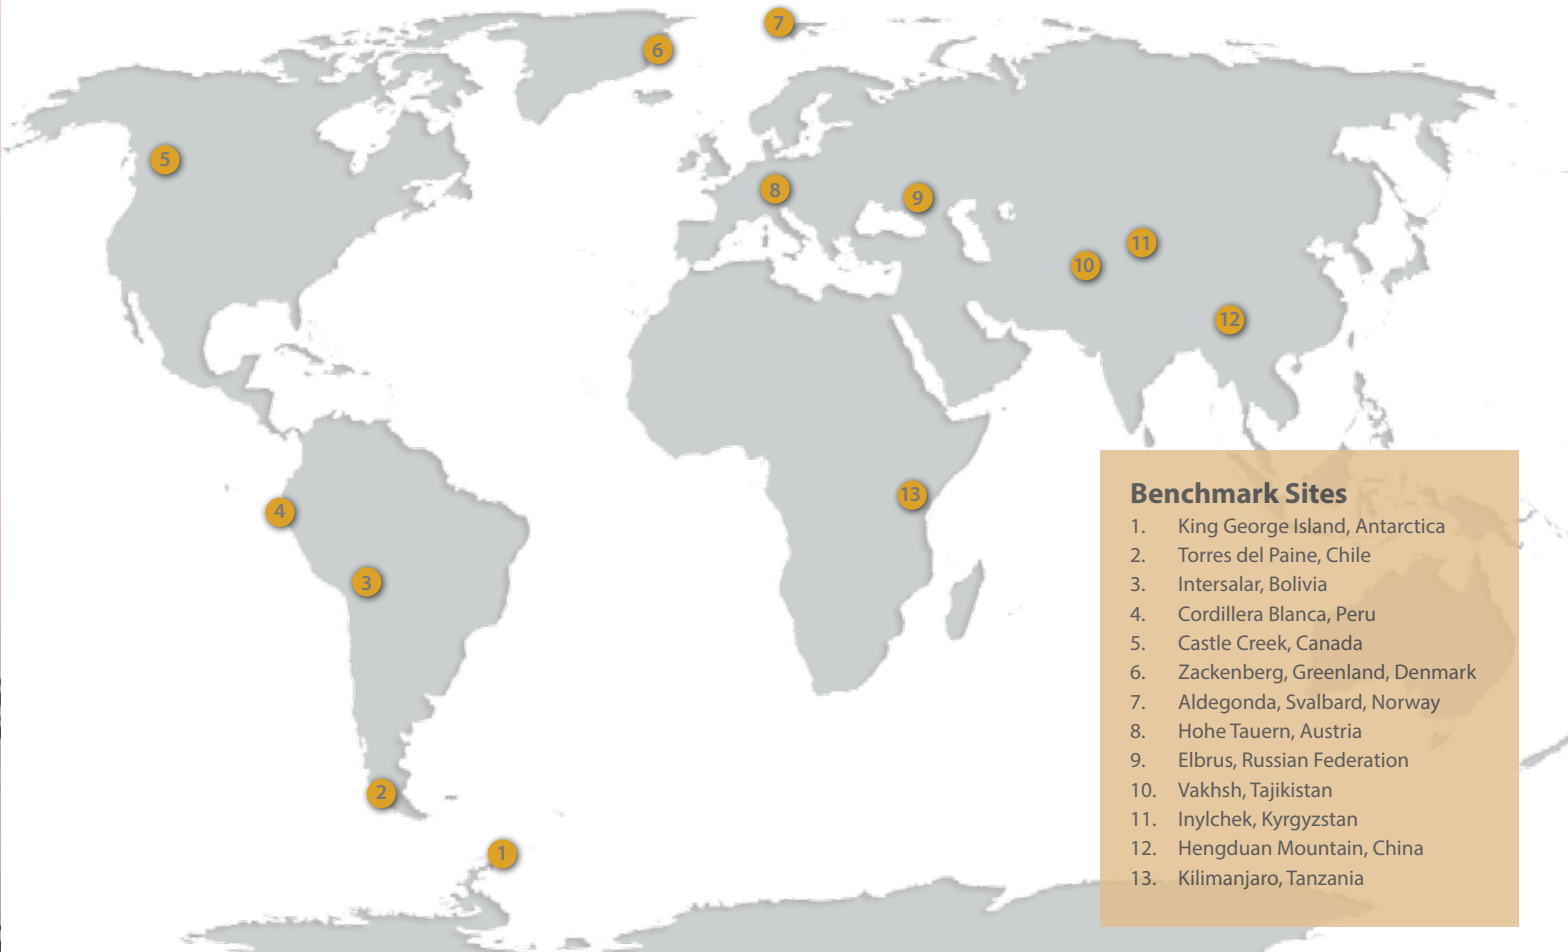 7
6
5
8
9
11
10
12
13
4
3
2
1
Benchmark Sites
1. King George Island, Antarctica
2. Torres del Paine, Chile
3. Intersalar, Bolivia
4. Cordillera Blanca, Peru
5. Castle Creek, Canada
6. Zackenberg, Greenland, Denmark
7. Aldegonda, Svalbard, Norway
8. Hohe Tauern, Austria
9. Elbrus, Russian Federation
10. Vakhsh, Tajikistan
11. Inylchek, Kyrgyzstan
12. Hengduan Mountain, China
13. Kilimanjaro, Tanzania